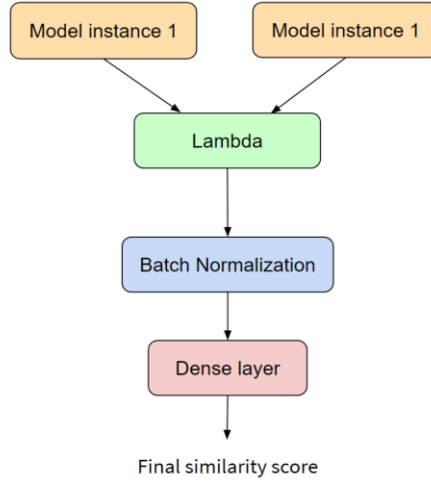 Model instance 1
Model instance 1
Lambda
Batch Normalization
Dense layer
Final similarity score